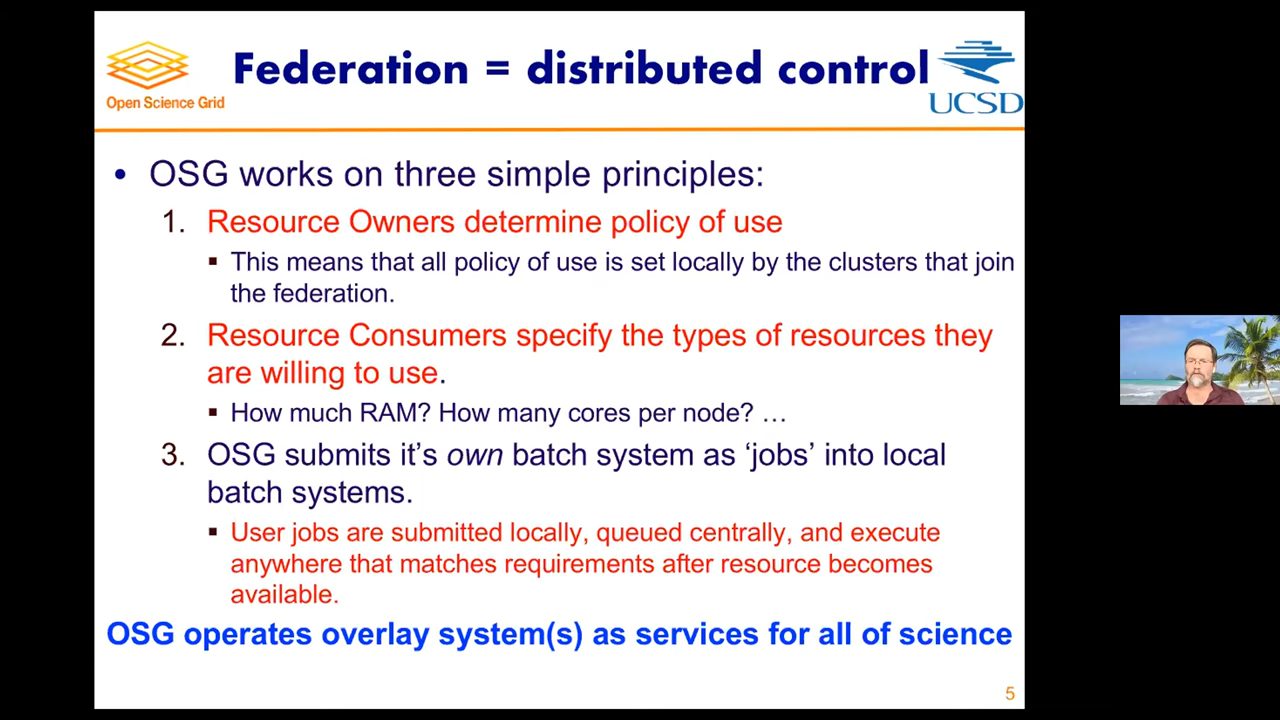 Federation = distributed control
Open Science Grid
UCSD
• OSG works on three simple principles:
1. Resource Owners determine policy of use
▪ This means that all policy of use is set locally by the clusters that join
the federation.
2. Resource Consumers specify the types of resources they
are willing to use.
▪ How much RAM? How many cores per node? …
3. OSG submits it’s own batch system as ‘jobs’ into local
batch systems.
▪ User jobs are submitted locally, queued centrally, and execute
anywhere that matches requirements after resource becomes
available.
OSG operates overlay system(s) as services for all of science
5